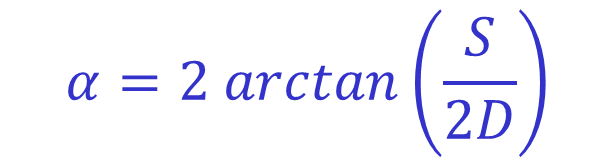 α = 2 arctan(S/2D)